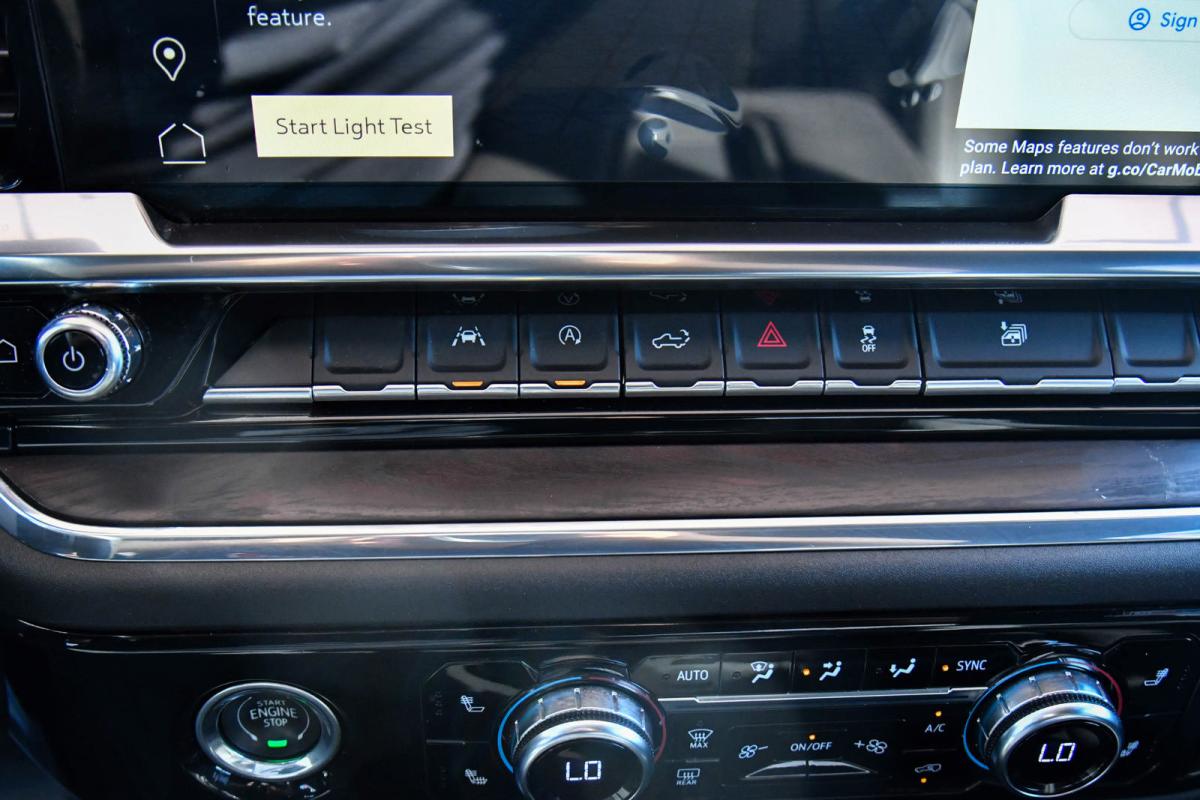 feature.
Sign
Start Light Test
Some Maps features don't work
plan. Learn more at g.co/CarMob
OFF
AUTO
SYNC
START
ENGINE
STOP
MAX
ON/OFF
A/C
REAR
LO
LO